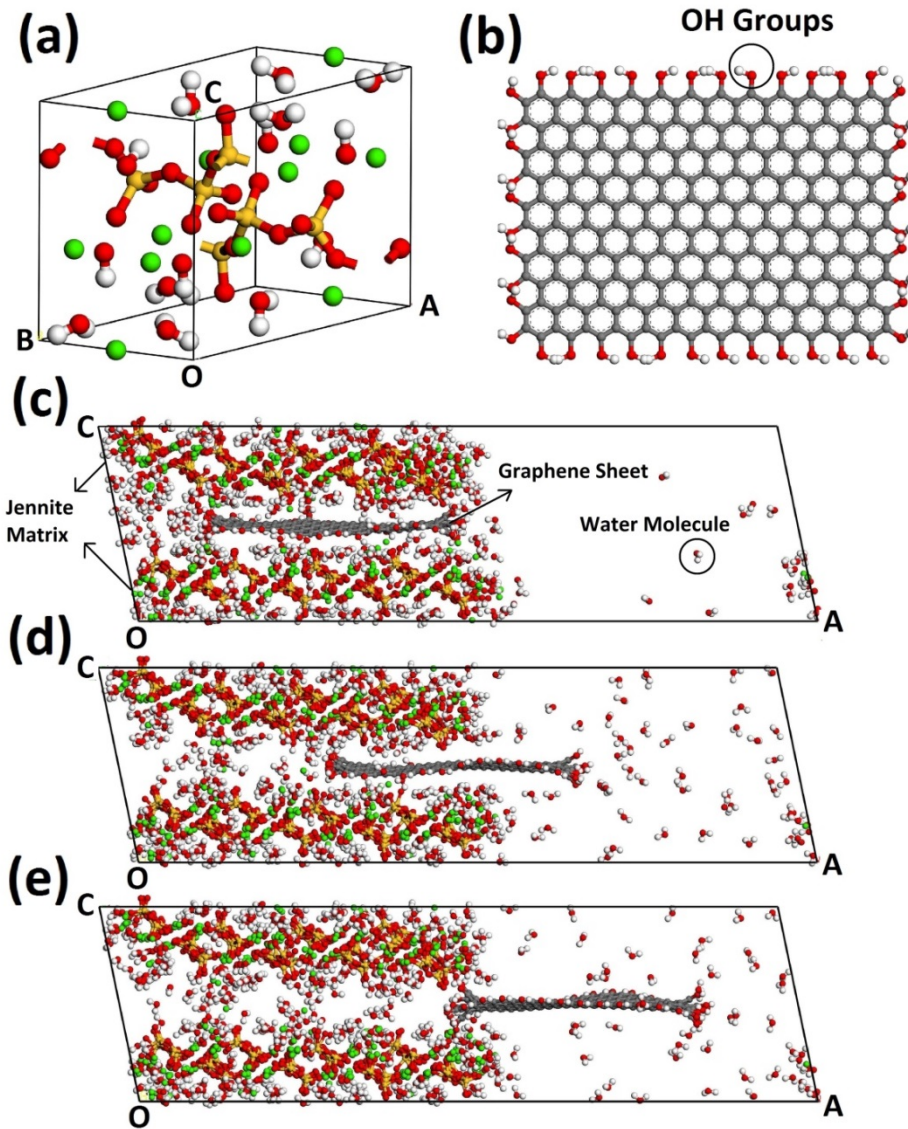 (a)
C
B
O
A
(b)
OH Groups
(c)
C
Jennite
Matrix
Graphene Sheet
Water Molecule
O
A
(d)
C
O
A
(e)
C
O
A